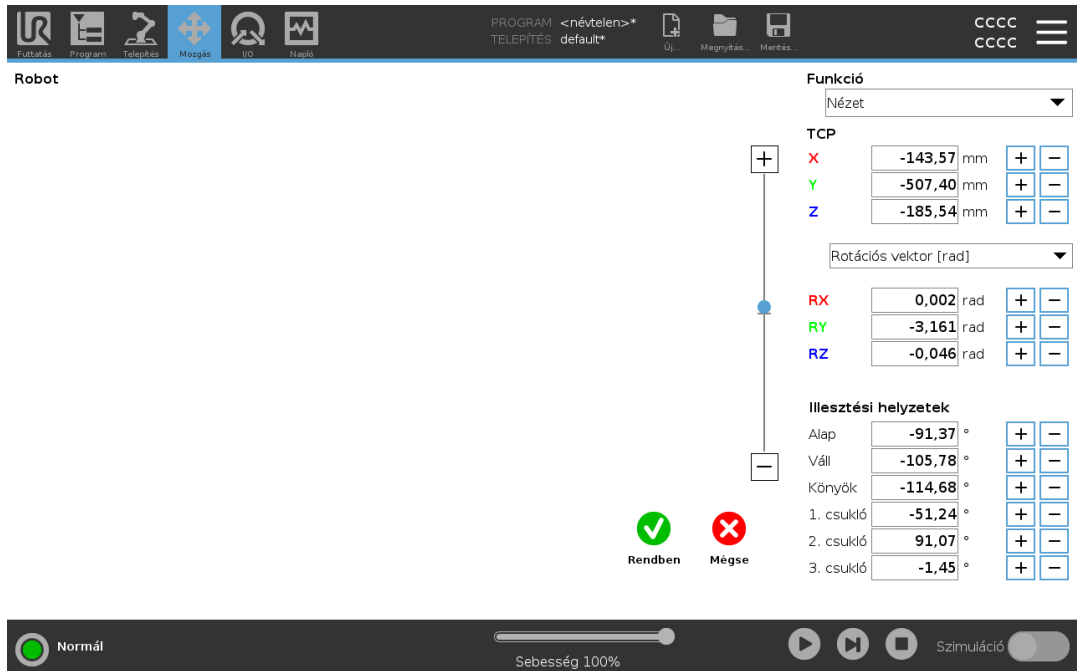 Futtatás
Program
Telepítés
Mozgás
I/O
Napló
PROGRAM <névtelen>*
TELEPÍTÉS default*
Új...
Megnyitás...
Mentés...
CCCC
CCCC
Robot
Funkció
Nézet
TCP
X -143,57 mm + −
Y -507,40 mm + −
Z -185,54 mm + −
Rotációs vektor [rad]
RX 0,002 rad + −
RY -3,161 rad + −
RZ -0,046 rad + −
Illesztési helyzetek
Alap -91,37 ° + −
Váll -105,78 ° + −
Könyök -114,68 ° + −
1. csukló -51,24 ° + −
2. csukló 91,07 ° + −
3. csukló -1,45 ° + −
Rendben
Mégse
Normál
Sebesség 100%
Szimuláció